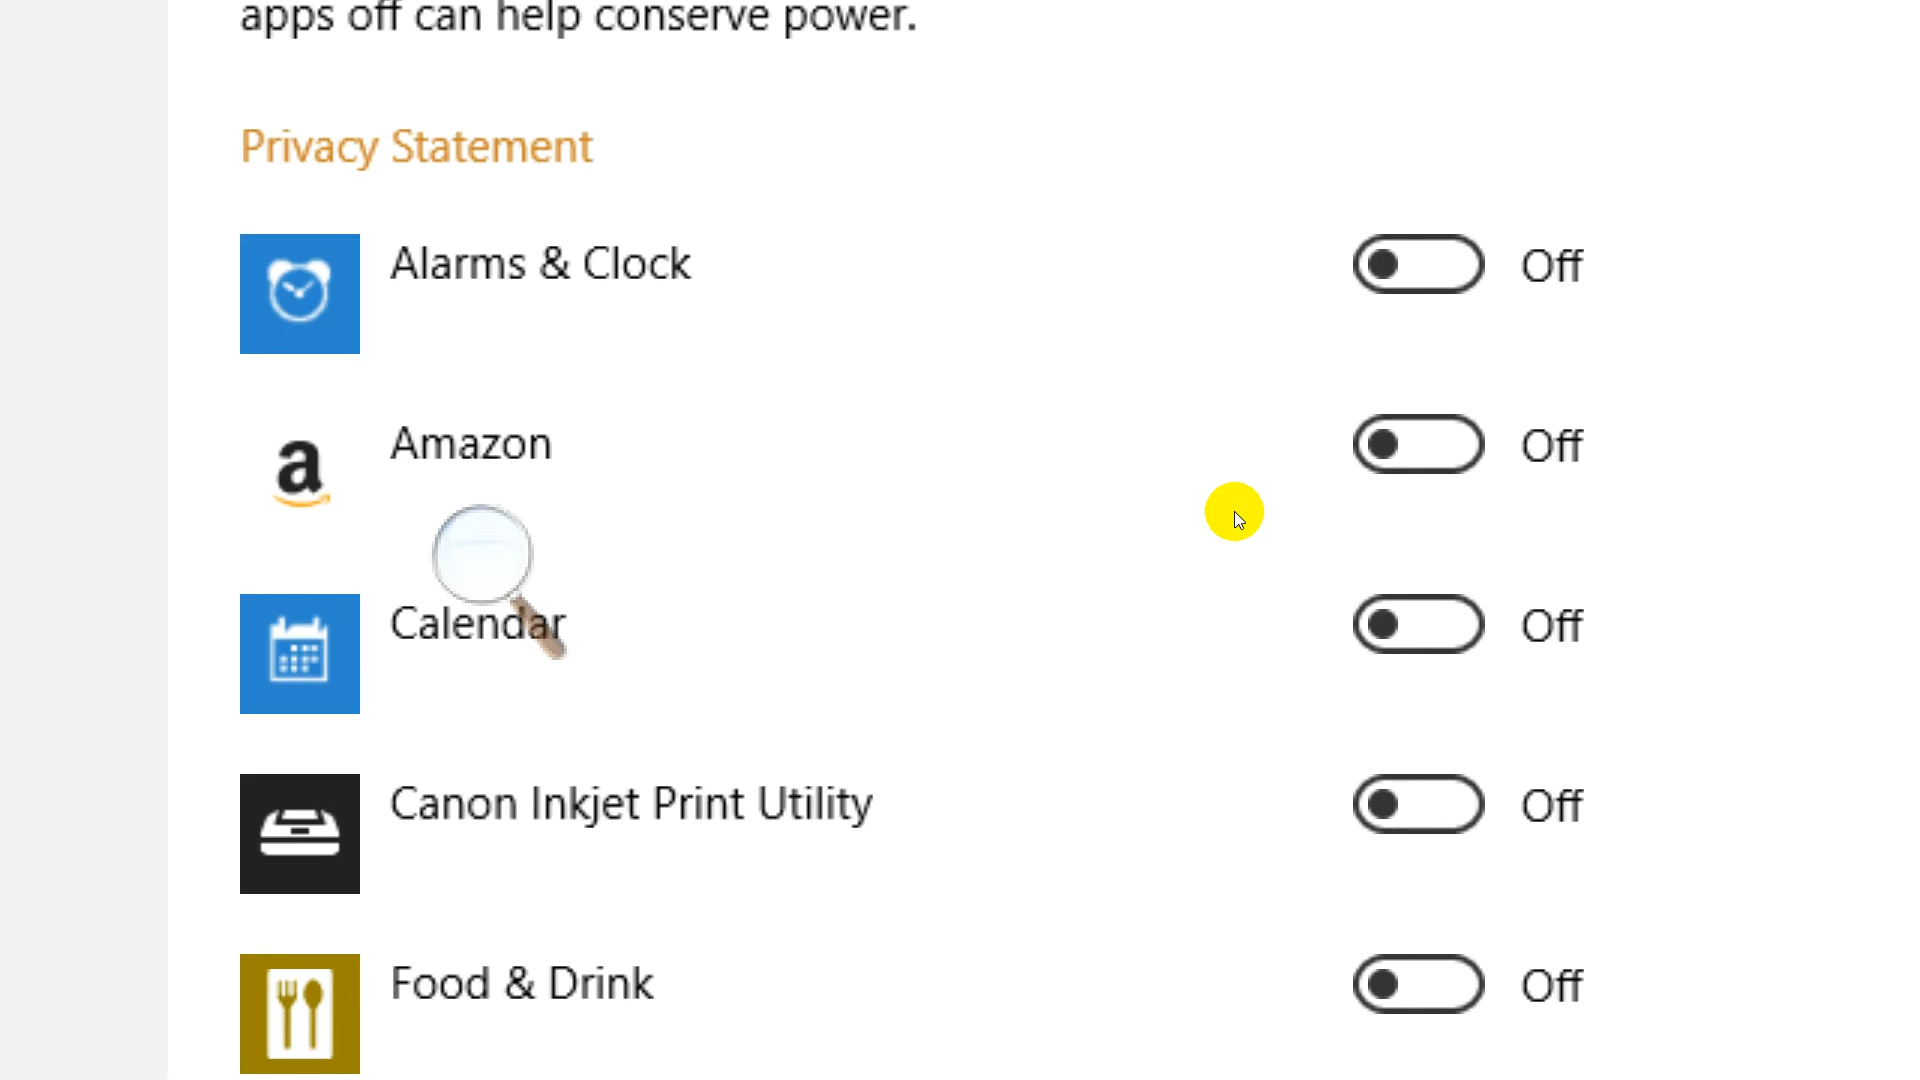 apps off can help conserve power.
Privacy Statement
Alarms & Clock Off
a
Amazon Off
Calendar Off
Canon Inkjet Print Utility Off
Food & Drink Off